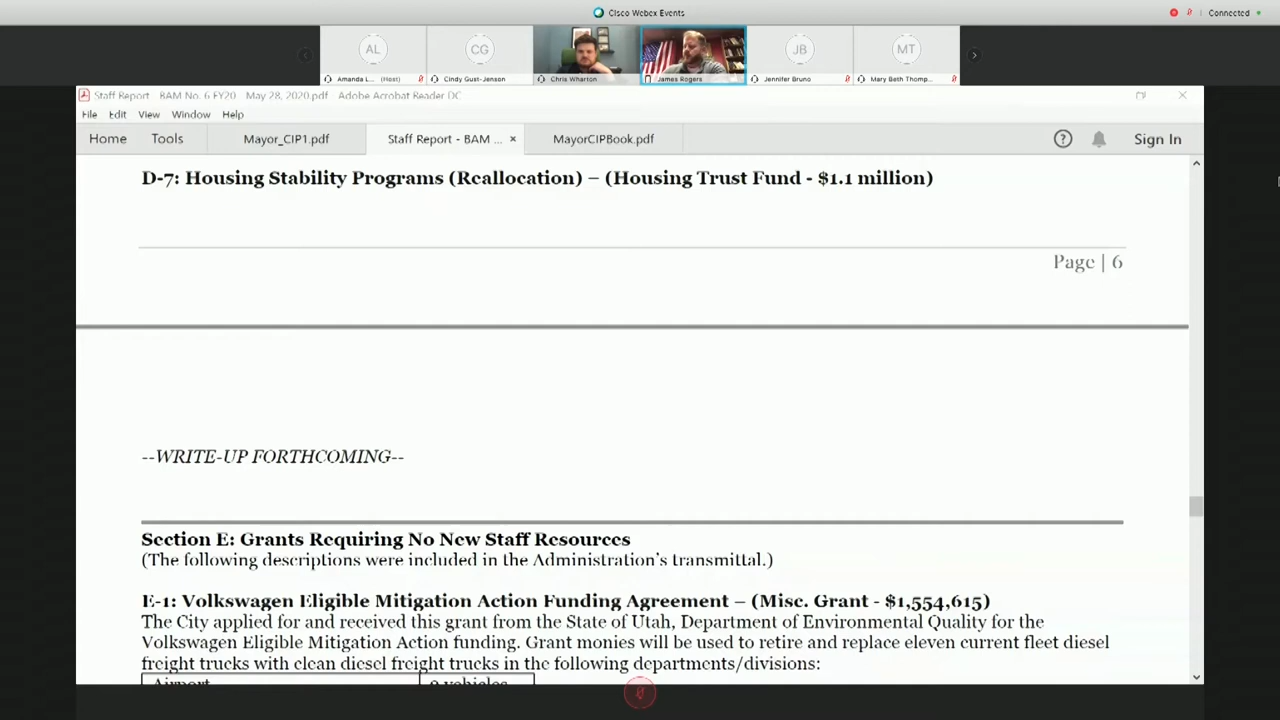 Cisco Webex Events
Connected
AL
CG
JB
MT
Amanda L... (Host)
Cindy Gust-Jenson
Chris Wharton
James Rogers
Jennifer Bruno
Mary Beth Thomp...
Staff Report BAM No. 6 FY20 May 28, 2020.pdf Adobe Acrobat Reader DC
File Edit View Window Help
Home Tools Mayor_CIP1.pdf Staff Report - BAM ... × MayorCIPBook.pdf Sign In
D-7: Housing Stability Programs (Reallocation) – (Housing Trust Fund - $1.1 million)
Page | 6
--WRITE-UP FORTHCOMING--
Section E: Grants Requiring No New Staff Resources
(The following descriptions were included in the Administration's transmittal.)
E-1: Volkswagen Eligible Mitigation Action Funding Agreement – (Misc. Grant - $1,554,615)
The City applied for and received this grant from the State of Utah, Department of Environmental Quality for the
Volkswagen Eligible Mitigation Action funding. Grant monies will be used to retire and replace eleven current fleet diesel
freight trucks with clean diesel freight trucks in the following departments/divisions:
Airport vehicles